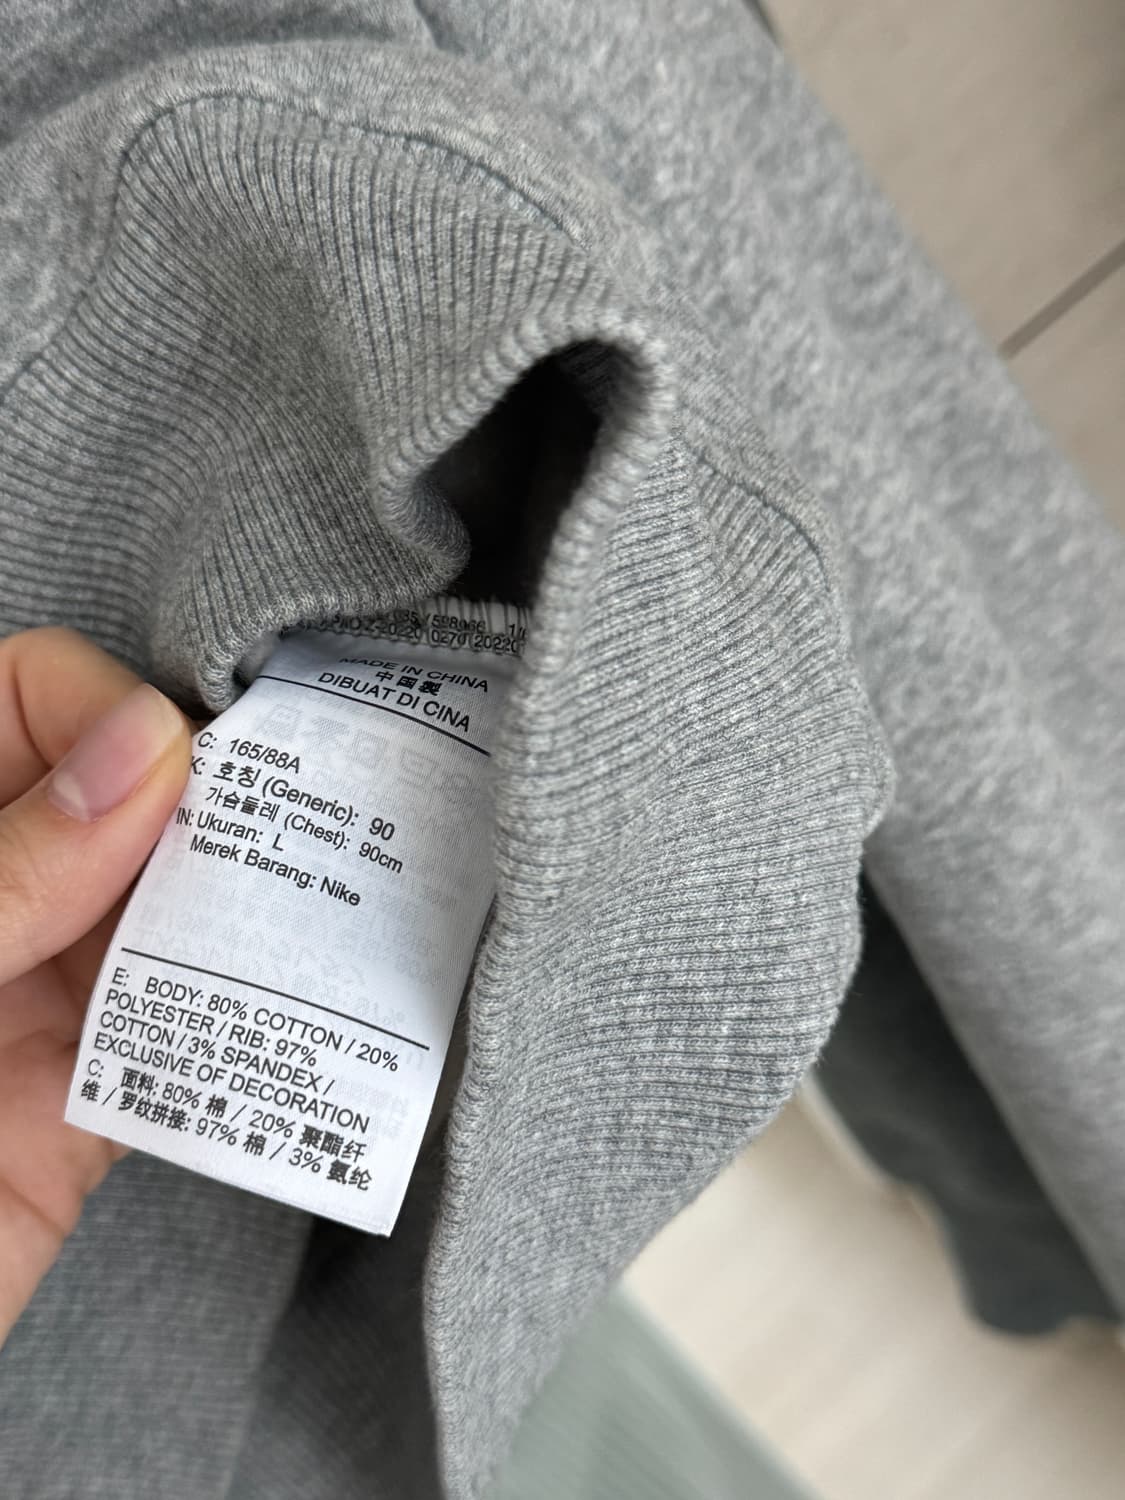 MADE IN CHINA
中国製
DIBUAT DI CINA
C: 165/88A
K: 호칭 (Generic): 90
가슴둘레 (Chest): 90cm
IN: Ukuran: L
Merek Barang: Nike
E: BODY: 80% COTTON / 20%
POLYESTER / RIB: 97%
COTTON / 3% SPANDEX /
EXCLUSIVE OF DECORATION
C: 面料: 80% 棉 / 20% 聚酯纤
维 / 罗纹拼接: 97% 棉 / 3% 氨纶